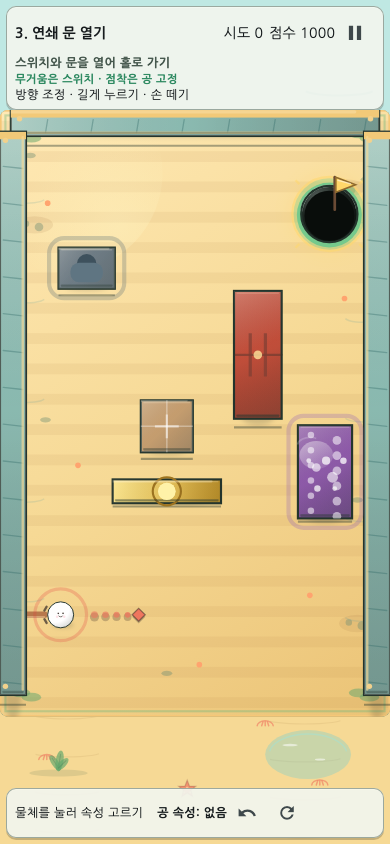 3. 연쇄 문 열기
시도 0 점수 1000
스위치와 문을 열어 홀로 가기
무거움은 스위치 · 점착은 공 고정
방향 조정 · 길게 누르기 · 손 떼기
물체를 눌러 속성 고르기 공 속성: 없음